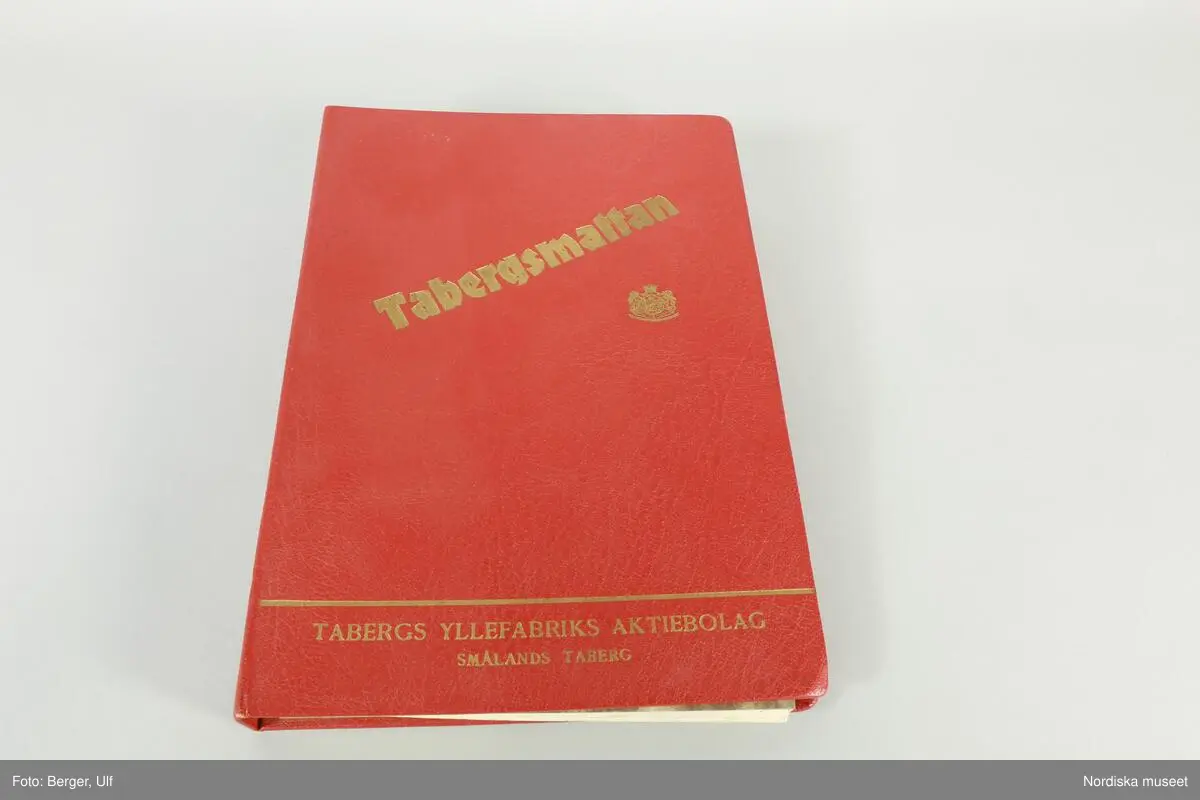 Tabergsmattan
TABERGS YLLEFABRIKS AKTIEBOLAG
SMÅLANDS TABERG
Foto: Berger, Ulf
Nordiska museet